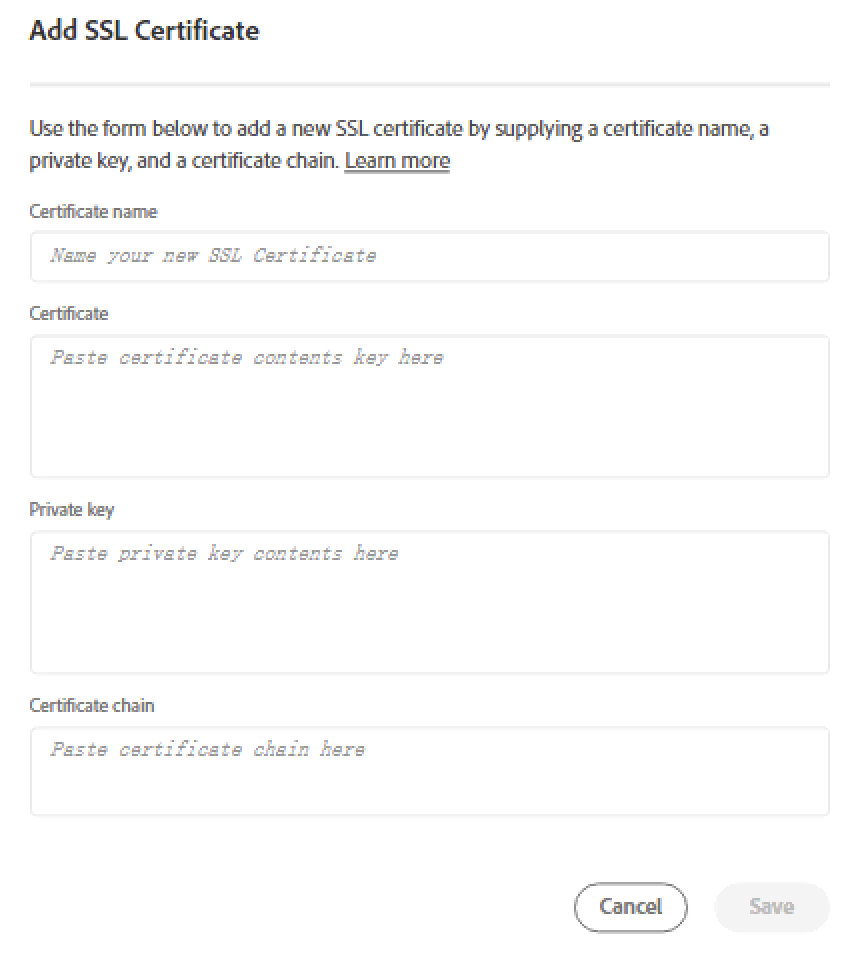 Add SSL Certificate
Use the form below to add a new SSL certificate by supplying a certificate name, a
private key, and a certificate chain. Learn more
Certificate name
Name your new SSL Certificate
Certificate
Paste certificate contents key here
Private key
Paste private key contents here
Certificate chain
Paste certificate chain here
Cancel Save